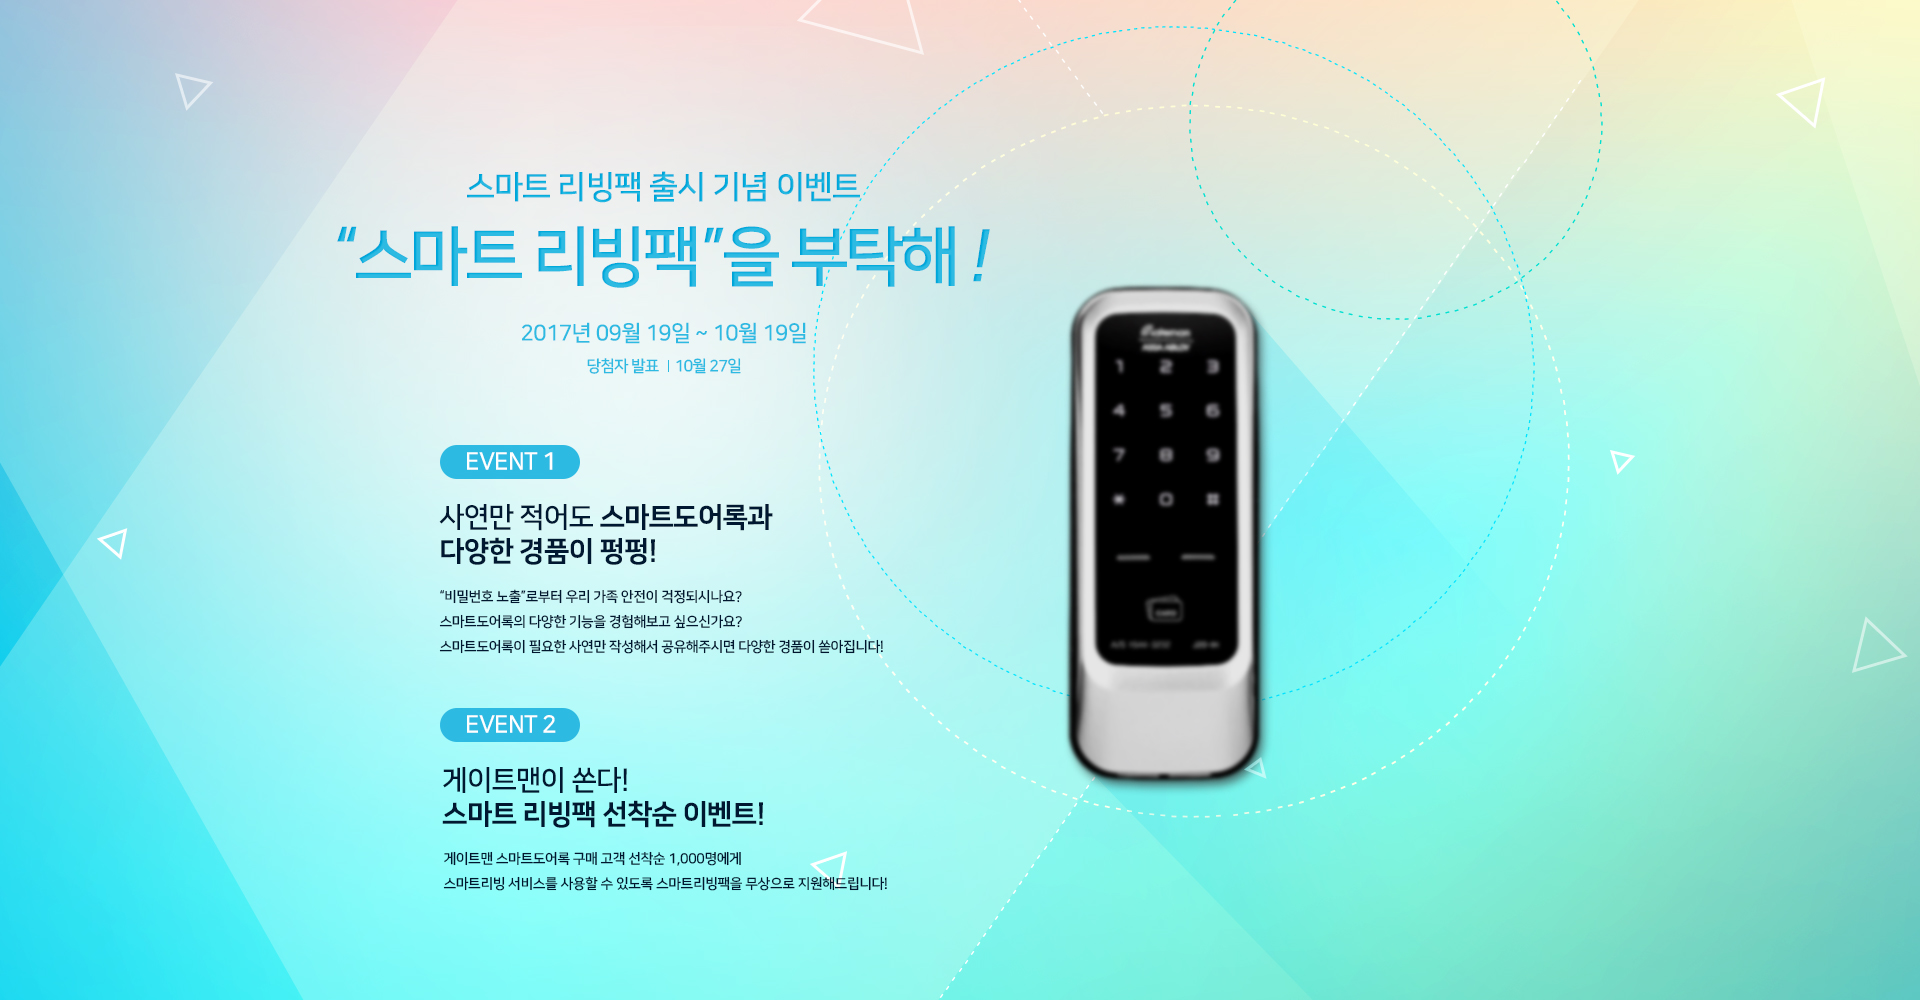 스마트 리빙팩 출시 기념 이벤트
“스마트 리빙팩”을 부탁해 !
2017년 09월 19일 ~ 10월 19일
당첨자 발표 | 10월 27일
EVENT 1
사연만 적어도 스마트도어록과
다양한 경품이 펑펑!
“비밀번호 노출”로부터 우리 가족 안전이 걱정되시나요?
스마트도어록의 다양한 기능을 경험해보고 싶으신가요?
스마트도어록이 필요한 사연만 작성해서 공유해주시면 다양한 경품이 쏟아집니다!
EVENT 2
게이트맨이 쏜다!
스마트 리빙팩 선착순 이벤트!
게이트맨 스마트도어록 구매 고객 선착순 1,000명에게
스마트리빙 서비스를 사용할 수 있도록 스마트리빙팩을 무상으로 지원해드립니다!
ASSA ABLOY
1 2 3
4 5 6
7 8 9
* 0 #